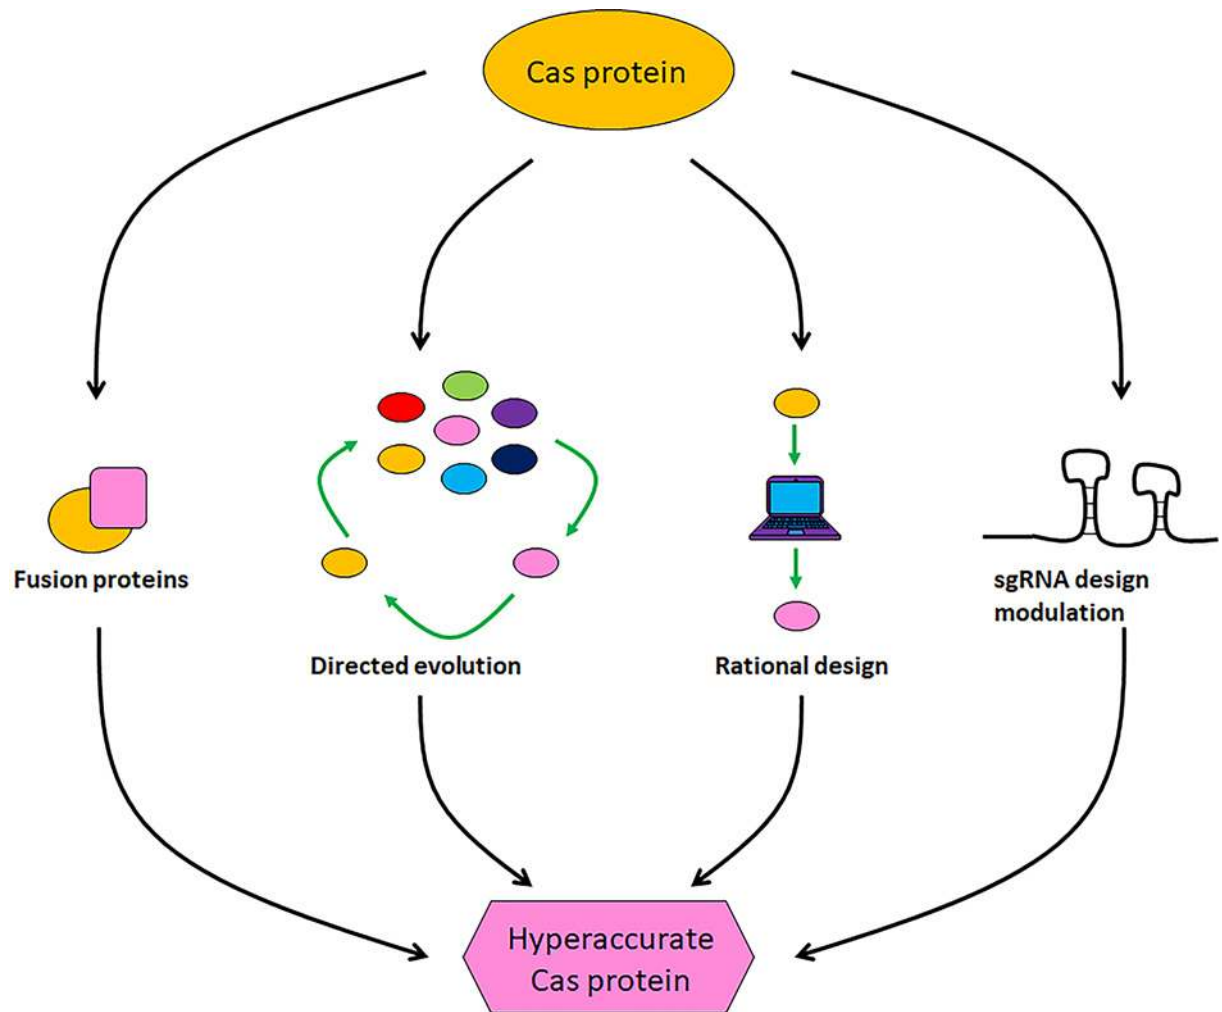 Cas protein
Fusion proteins
Directed evolution
Rational design
sgRNA design
modulation
Hyperaccurate
Cas protein